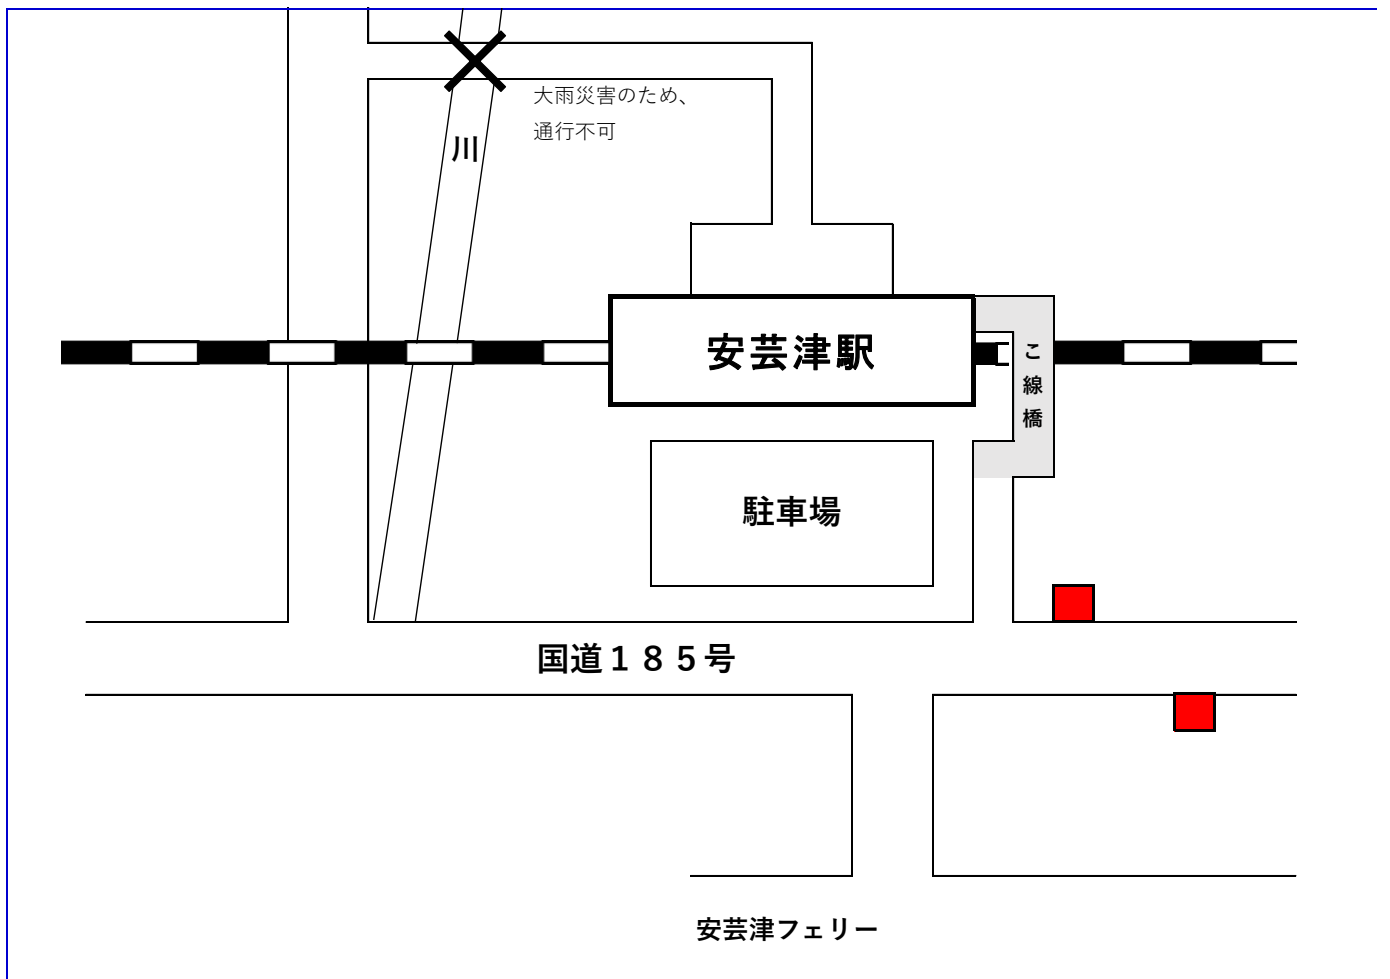 大雨災害のため、
通行不可
川
安芸津駅
こ線橋
駐車場
国道１８５号
安芸津フェリー